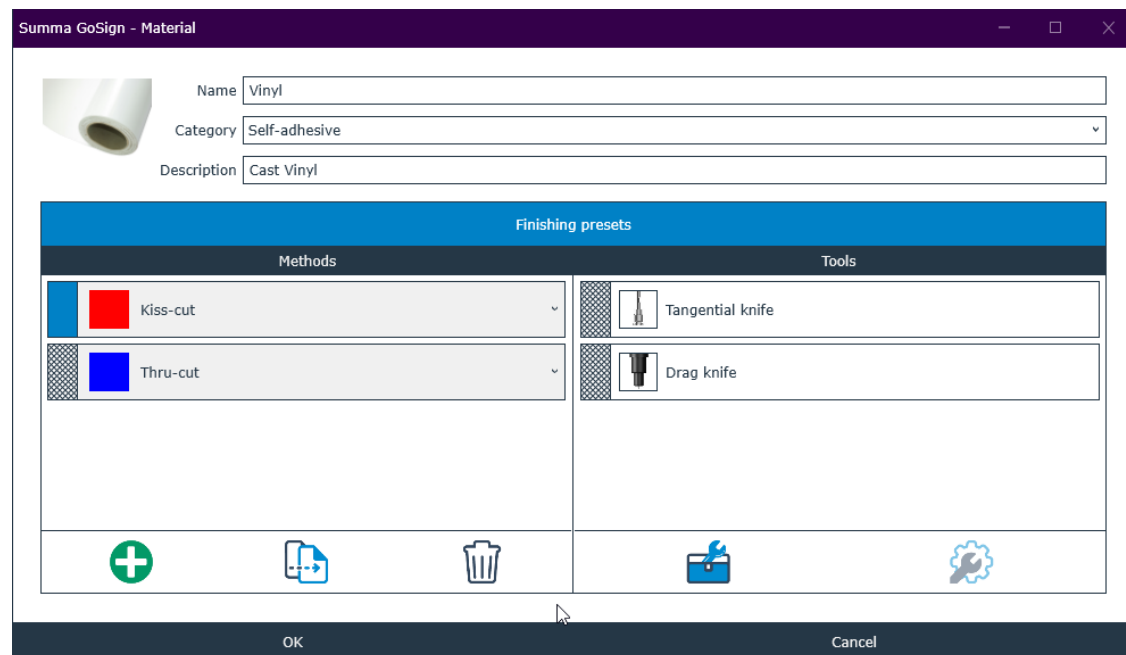 Summa GoSign - Material
Name Vinyl
Category Self-adhesive
Description Cast Vinyl
Finishing presets
Methods Tools
Kiss-cut Tangential knife
Thru-cut Drag knife
OK Cancel